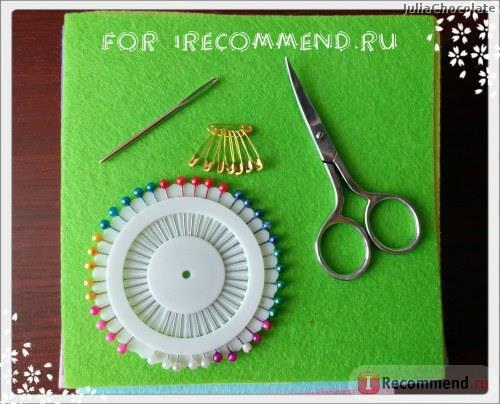 JuliaChocolate
FOR IRECOMMEND.RU
I Recommend.ru